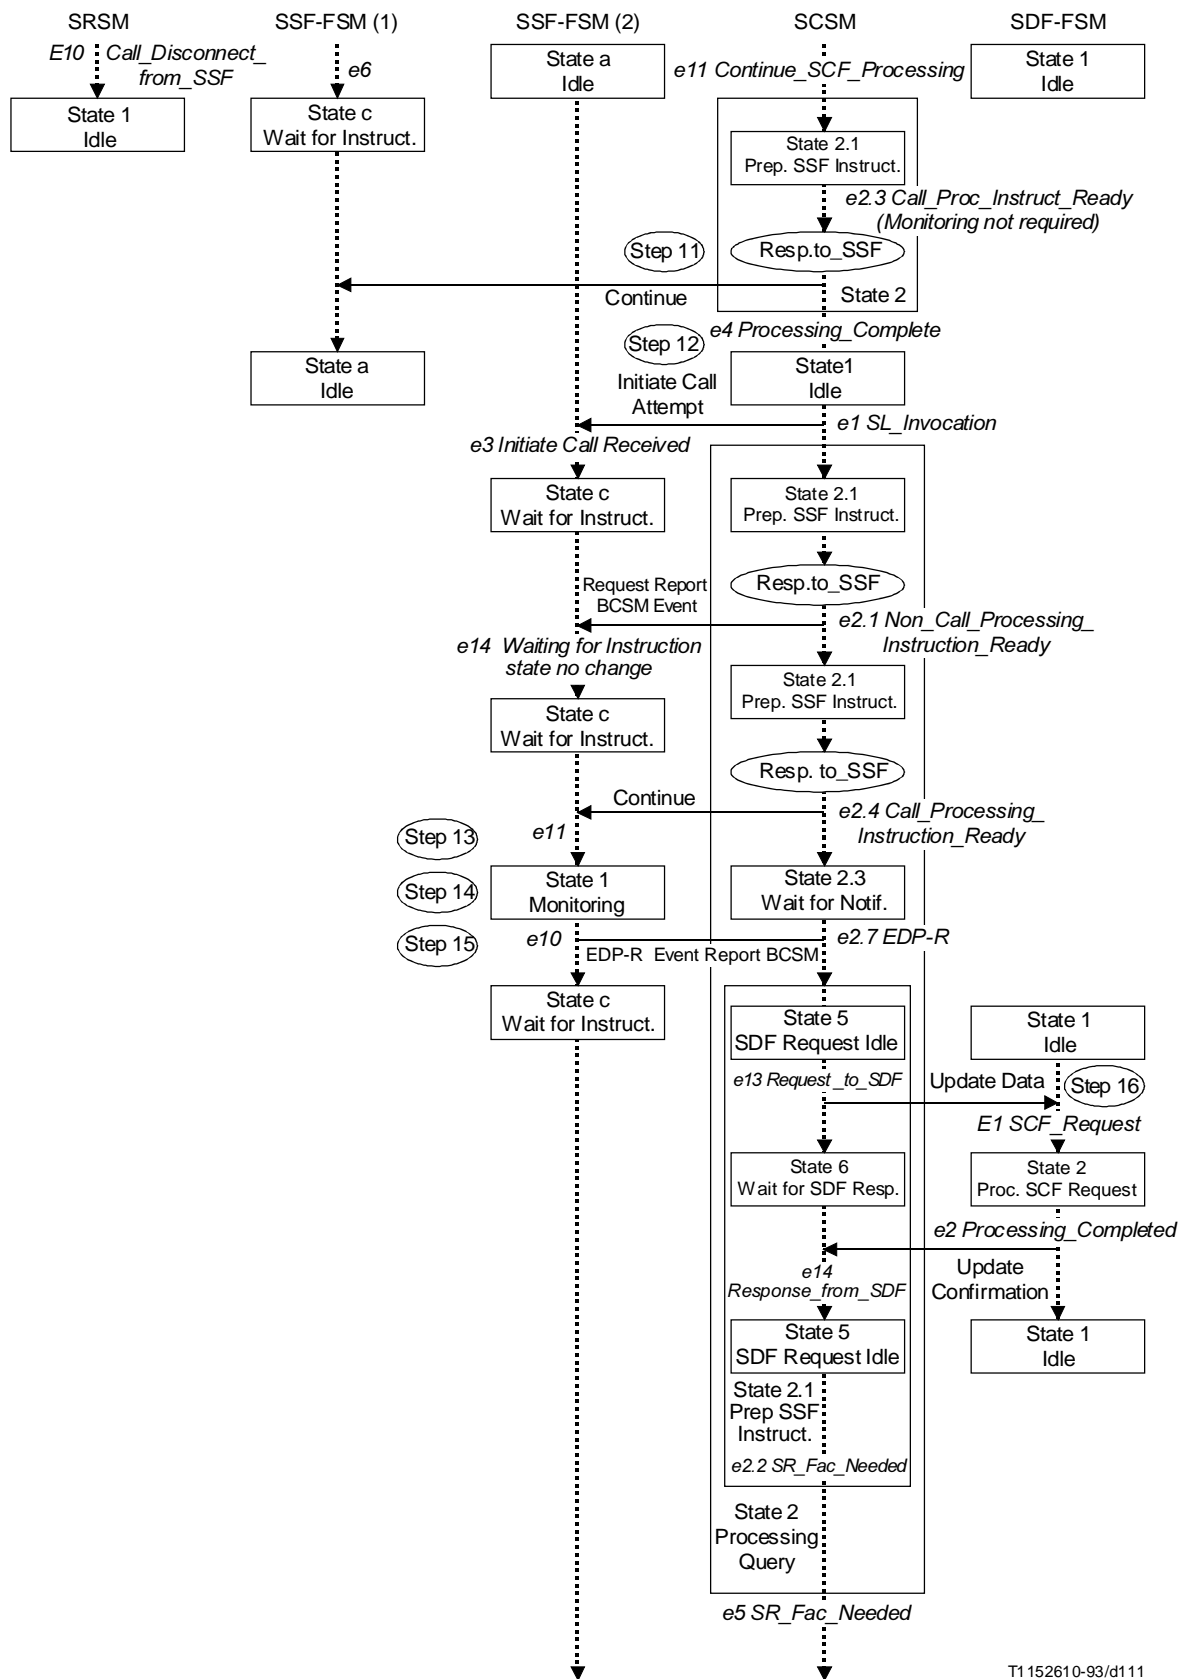 SRSM
SSF-FSM (1)
SSF-FSM (2)
SCSM
SDF-FSM
E10 Call_Disconnect_
from_SSF
e6
State a
Idle
e11 Continue_SCF_Processing
State 1
Idle
State 1
Idle
State c
Wait for Instruct.
State 2.1
Prep. SSF Instruct.
e2.3 Call_Proc_Instruct_Ready
(Monitoring not required)
Step 11
Resp.to_SSF
Continue
State 2
e4 Processing_Complete
Step 12
State a
Idle
State1
Idle
Initiate Call
Attempt
e1 SL_Invocation
e3 Initiate Call Received
State c
Wait for Instruct.
State 2.1
Prep. SSF Instruct.
Resp.to_SSF
Request Report
BCSM Event
e2.1 Non_Call_Processing_
Instruction_Ready
e14 Waiting for Instruction
state no change
State 2.1
Prep. SSF Instruct.
State c
Wait for Instruct.
Resp. to_SSF
Continue
e2.4 Call_Processing_
Instruction_Ready
Step 13
e11
Step 14
State 1
Monitoring
State 2.3
Wait for Notif.
Step 15
e10
e2.7 EDP-R
EDP-R Event Report BCSM
State c
Wait for Instruct.
State 5
SDF Request Idle
State 1
Idle
e13 Request_to_SDF
Update Data
Step 16
E1 SCF_Request
State 6
Wait for SDF Resp.
State 2
Proc. SCF Request
e2 Processing_Completed
e14
Response_from_SDF
Update
Confirmation
State 5
SDF Request Idle
State 1
Idle
State 2.1
Prep SSF
Instruct.
e2.2 SR_Fac_Needed
State 2
Processing
Query
e5 SR_Fac_Needed
T1152610-93/d111